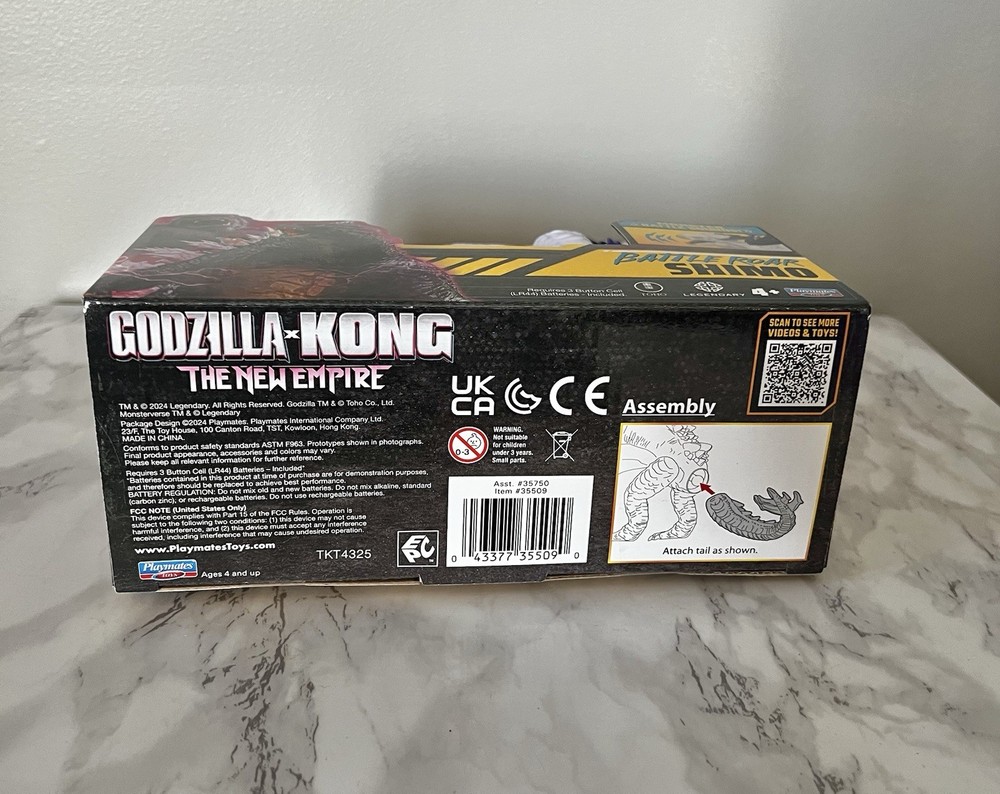 BATTLE ROAR
SHIMO
Requires 3 Button Cell
(LR44) Batteries - Included.
TOHO
LEGENDARY
4+
Playmates
GODZILLA x KONG
THE NEW EMPIRE
TM & © 2024 Legendary. All Rights Reserved. Godzilla TM & © Toho Co., Ltd.
Monsterverse TM & © Legendary
Package Design ©2024 Playmates. Playmates International Company Ltd.
23/F, The Toy House, 100 Canton Road, TST, Kowloon, Hong Kong.
MADE IN CHINA.
Conforms to product safety standards ASTM F963. Prototypes shown in photographs.
Final product appearance, accessories and colors may vary.
Please keep all relevant information for further reference.
Requires 3 Button Cell (LR44) Batteries – Included*
*Batteries contained in this product at time of purchase are for demonstration purposes,
and therefore should be replaced to achieve best performance.
BATTERY REGULATION: Do not mix old and new batteries. Do not mix alkaline, standard
(carbon zinc), or rechargeable batteries. Do not use rechargeable batteries.
FCC NOTE (United States Only)
This device complies with Part 15 of the FCC Rules. Operation is
subject to the following two conditions: (1) this device may not cause
harmful interference, and (2) this device must accept any interference
received, including interference that may cause undesired operation.
www.PlaymatesToys.com
TKT4325
Playmates
Toys
Ages 4 and up
UK
CA
CE
0-3
WARNING.
Not suitable
for children
under 3 years.
Small parts.
EPC
Asst. #35750
Item #35509
0 43377 35509 0
Assembly
Attach tail as shown.
SCAN TO SEE MORE
VIDEOS & TOYS!